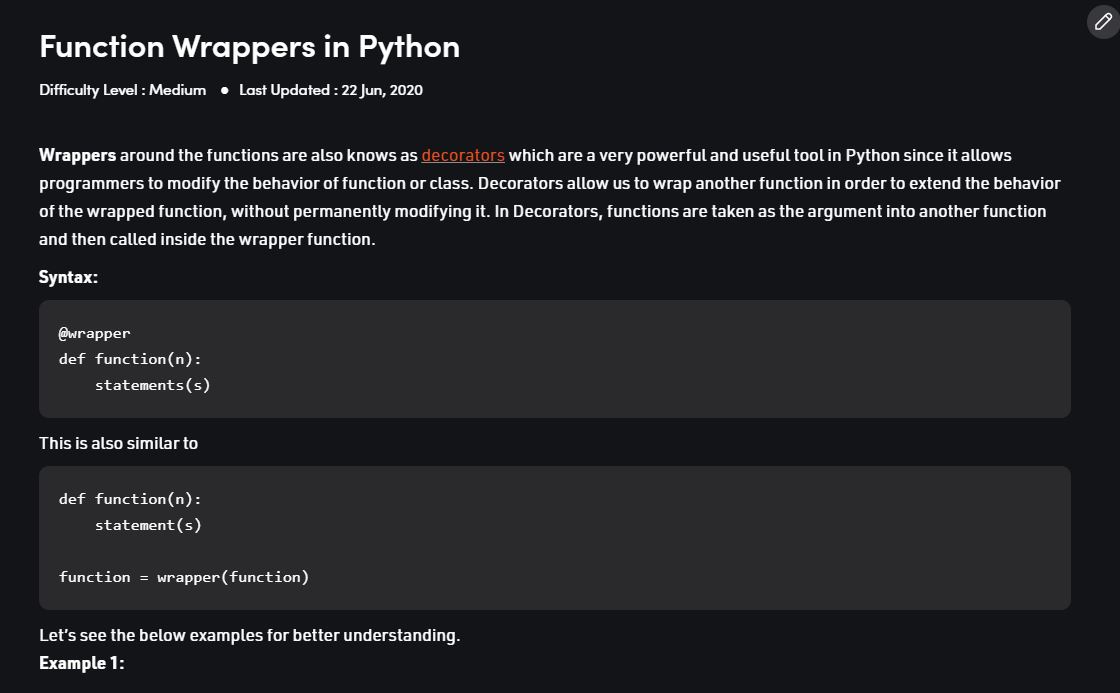 Function Wrappers in Python
Difficulty Level : Medium ● Last Updated : 22 Jun, 2020
Wrappers around the functions are also knows as decorators which are a very powerful and useful tool in Python since it allows
programmers to modify the behavior of function or class. Decorators allow us to wrap another function in order to extend the behavior
of the wrapped function, without permanently modifying it. In Decorators, functions are taken as the argument into another function
and then called inside the wrapper function.
Syntax:
@wrapper
def function(n):
    statements(s)
This is also similar to
def function(n):
    statement(s)
function = wrapper(function)
Let’s see the below examples for better understanding.
Example 1: